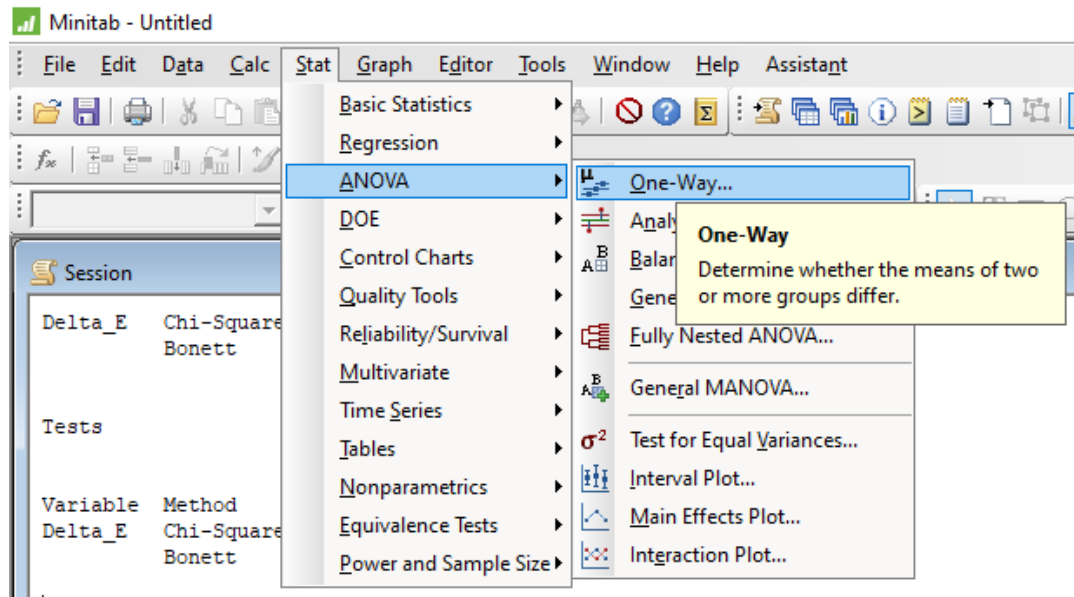 Minitab - Untitled
File Edit Data Calc Stat Graph Editor Tools Window Help Assistant
Basic Statistics
Regression
ANOVA
DOE
Control Charts
Quality Tools
Reliability/Survival
Multivariate
Time Series
Tables
Nonparametrics
Equivalence Tests
Power and Sample Size
One-Way...
Fully Nested ANOVA...
General MANOVA...
Test for Equal Variances...
Interval Plot...
Main Effects Plot...
Interaction Plot...
One-Way
Determine whether the means of two
or more groups differ.
Session
Delta_E Chi-Square
Bonett
Tests
Variable Method
Delta_E Chi-Square
Bonett